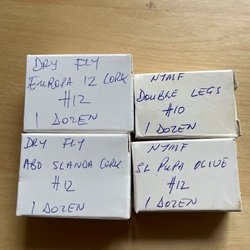 DRY FLY
EUROPA 12 CORK
#12
1 DOZEN
NYMF
DOUBLE LEGS
#10
1 DOZEN
DRY FLY
ABO SLANDA CORK
#12
1 DOZEN
NYMF
SL PUPA OLIVE
#12
1 DOZEN